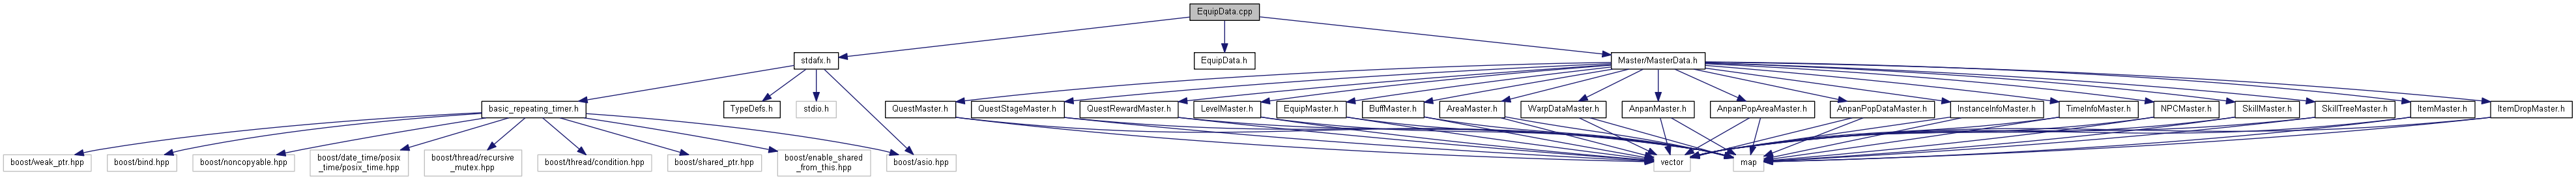 EquipData.cpp
stdafx.h
EquipData.h
Master/MasterData.h
basic_repeating_timer.h
TypeDefs.h
stdio.h
QuestMaster.h
QuestStageMaster.h
QuestRewardMaster.h
LevelMaster.h
EquipMaster.h
BuffMaster.h
AreaMaster.h
WarpDataMaster.h
AnpanMaster.h
AnpanPopAreaMaster.h
AnpanPopDataMaster.h
InstanceInfoMaster.h
TimeInfoMaster.h
NPCMaster.h
SkillMaster.h
SkillTreeMaster.h
ItemMaster.h
ItemDropMaster.h
boost/weak_ptr.hpp
boost/bind.hpp
boost/noncopyable.hpp
boost/date_time/posix
_time/posix_time.hpp
boost/thread/recursive
_mutex.hpp
boost/thread/condition.hpp
boost/shared_ptr.hpp
boost/enable_shared
_from_this.hpp
boost/asio.hpp
vector
map